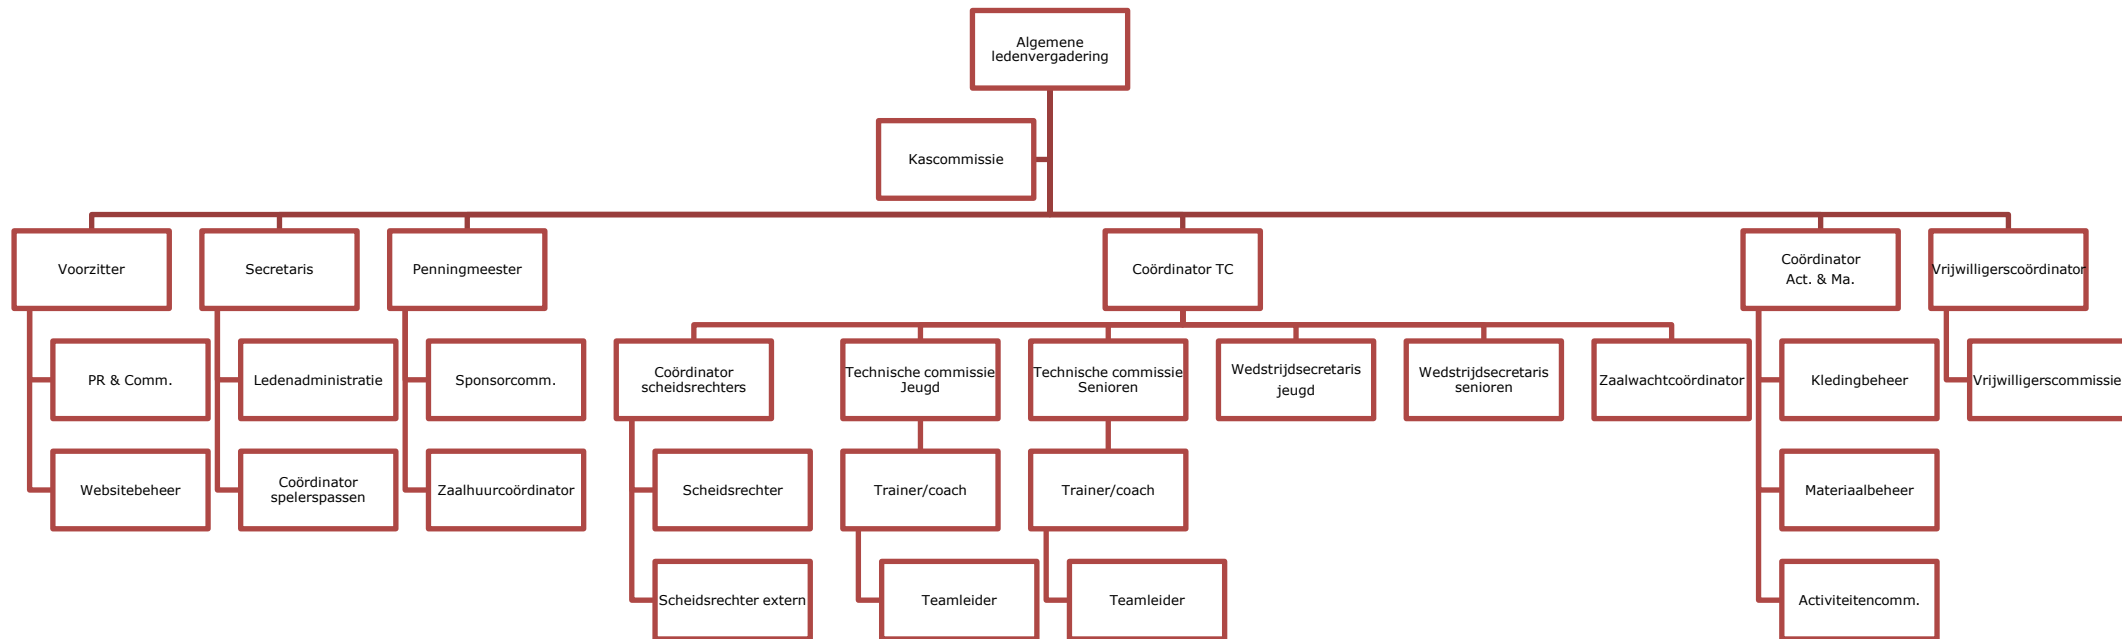 Algemene
ledenvergadering
Kascommissie
Voorzitter
Secretaris
Penningmeester
Coördinator TC
Coördinator
Act. & Ma.
Vrijwilligerscoördinator
PR & Comm.
Ledenadministratie
Sponsorcomm.
Coördinator
scheidsrechters
Technische commissie
Jeugd
Technische commissie
Senioren
Wedstrijdsecretaris
jeugd
Wedstrijdsecretaris
senioren
Zaalwachtcoördinator
Kledingbeheer
Vrijwilligerscommissie
Websitebeheer
Coördinator
spelerspassen
Zaalhuurcoördinator
Scheidsrechter
Trainer/coach
Trainer/coach
Materiaalbeheer
Scheidsrechter extern
Teamleider
Teamleider
Activiteitencomm.